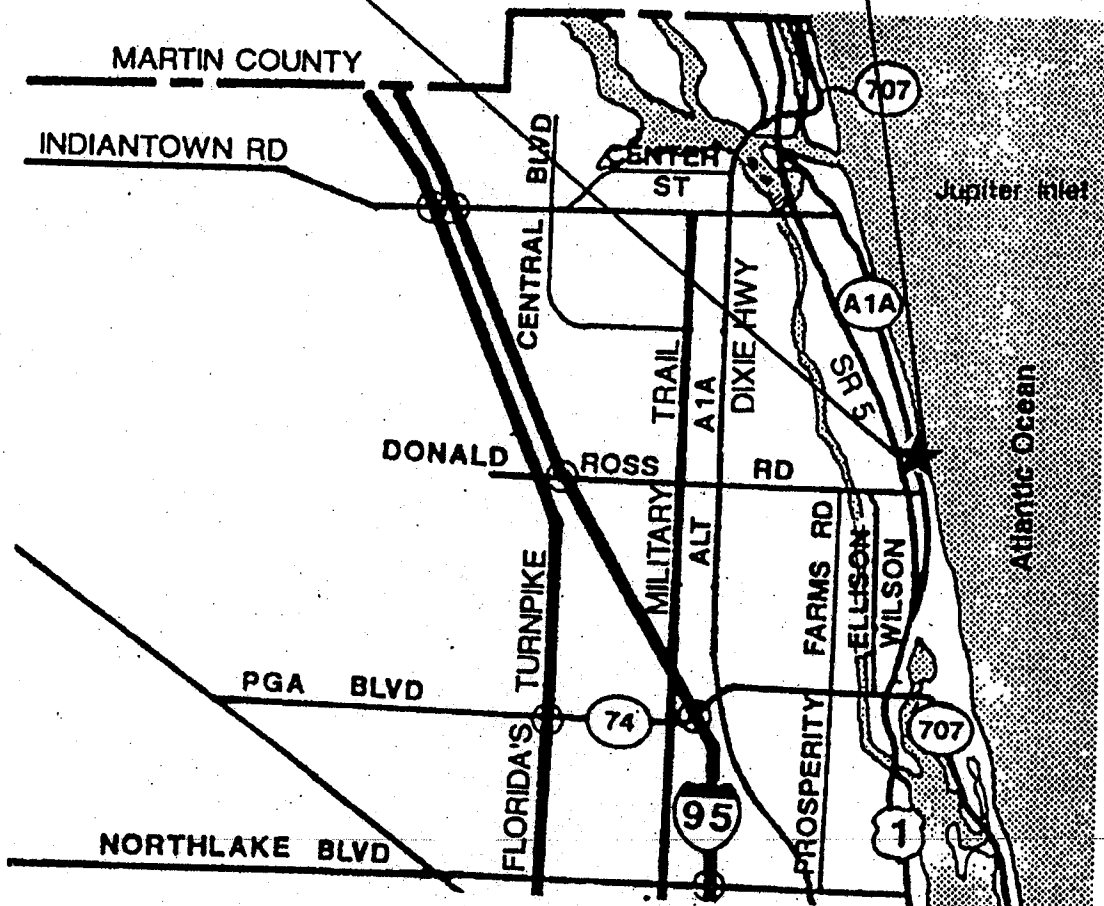 MARTIN COUNTY
707
INDIANTOWN RD
BLVD
CENTER
ST
Jupiter Inlet
CENTRAL
A1A
DIXIE HWY
TRAIL
A1A
SR 5
Atlantic Ocean
DONALD ROSS RD
MILITARY
ALT
FARMS RD
ELLISON
WILSON
TURNPIKE
PGA BLVD
74
707
FLORIDA'S
PROSPERITY
95
1
NORTHLAKE BLVD